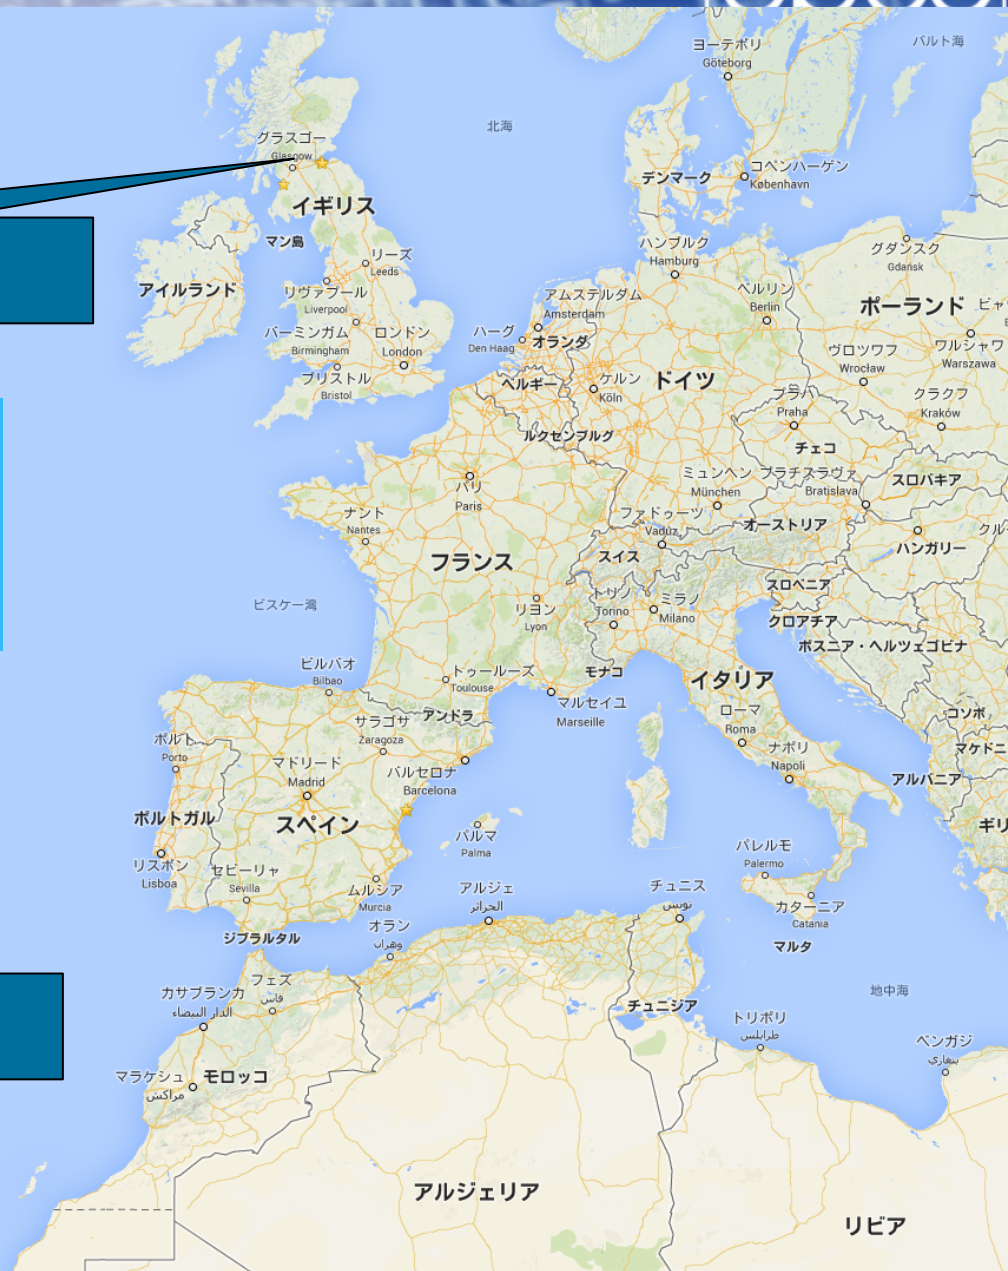 ヨーテボリ
Göteborg
バルト海
北海
グラスゴー
Glasgow
コペンハーゲン
København
デンマーク
イギリス
マン島
ハンブルク
Hamburg
グダンスク
Gdańsk
リーズ
Leeds
アイルランド
リヴァプール
Liverpool
アムステルダム
Amsterdam
ベルリン
Berlin
ポーランド
バーミンガム
Birmingham
ロンドン
London
ハーグ
Den Haag
オランダ
ヴロツワフ
Wrocław
ワルシャワ
Warszawa
ブリストル
Bristol
ベルギー
ケルン
Köln
ドイツ
プラハ
Praha
クラクフ
Kraków
ルクセンブルク
チェコ
パリ
Paris
ミュンヘン
München
ブラチスラヴァ
Bratislava
スロバキア
ナント
Nantes
ファドゥーツ
Vaduz
オーストリア
ハンガリー
フランス
スイス
スロベニア
ビスケー湾
リヨン
Lyon
トリノ
Torino
ミラノ
Milano
クロアチア
ボスニア・ヘルツェゴビナ
ビルバオ
Bilbao
トゥールーズ
Toulouse
モナコ
イタリア
マルセイユ
Marseille
サラゴサ
Zaragoza
アンドラ
ローマ
Roma
コソボ
ポルト
Porto
マドリード
Madrid
バルセロナ
Barcelona
ナポリ
Napoli
マケドニ
アルバニア
ポルトガル
スペイン
パルマ
Palma
ギリ
リスボン
Lisboa
セビーリャ
Sevilla
ムルシア
Murcia
アルジェ
الجزائر
チュニス
تونس
パレルモ
Palermo
カターニア
Catania
オラン
وهران
ジブラルタル
マルタ
カサブランカ
الدار البيضاء
フェズ
فاس
地中海
チュニジア
トリポリ
طرابلس
ベンガジ
بنغازي
マラケシュ
مراكش
モロッコ
アルジェリア
リビア